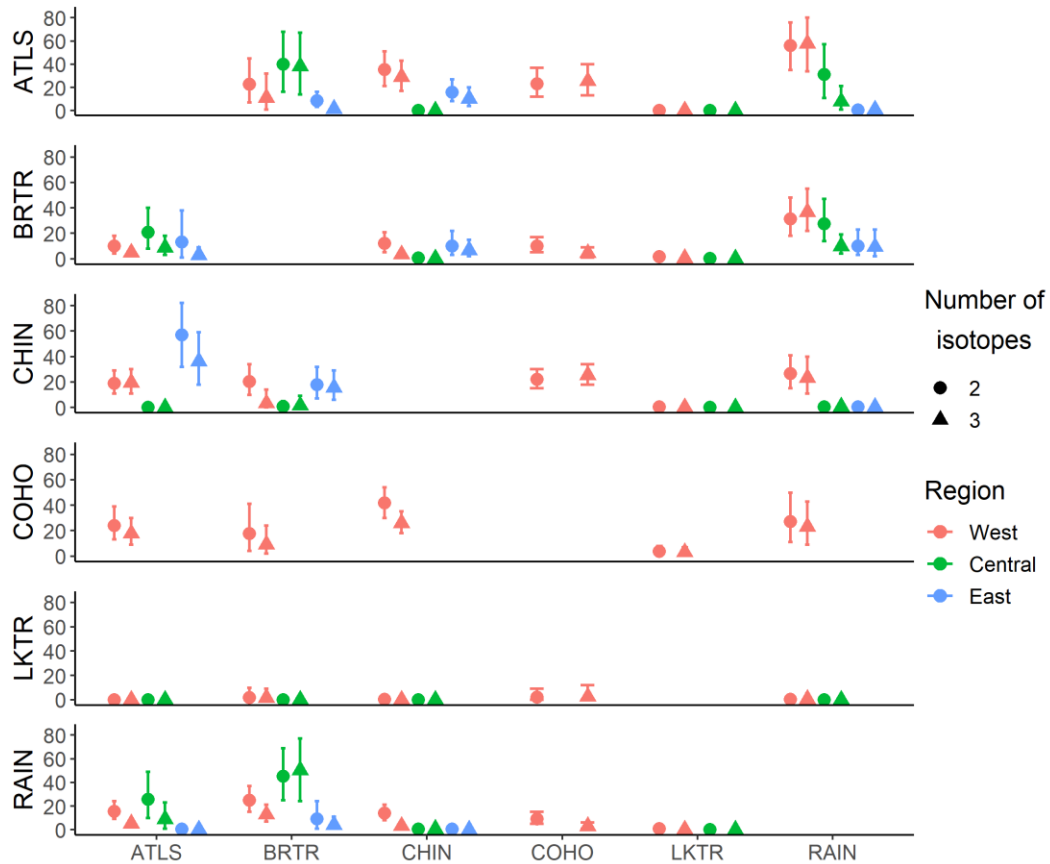 ATLS
80
60
40
20
0
BRTR
80
60
40
20
0
CHIN
80
60
40
20
0
COHO
80
60
40
20
0
LKTR
80
60
40
20
0
RAIN
80
60
40
20
0
ATLS BRTR CHIN COHO LKTR RAIN
Number of
isotopes
2
3
Region
West
Central
East